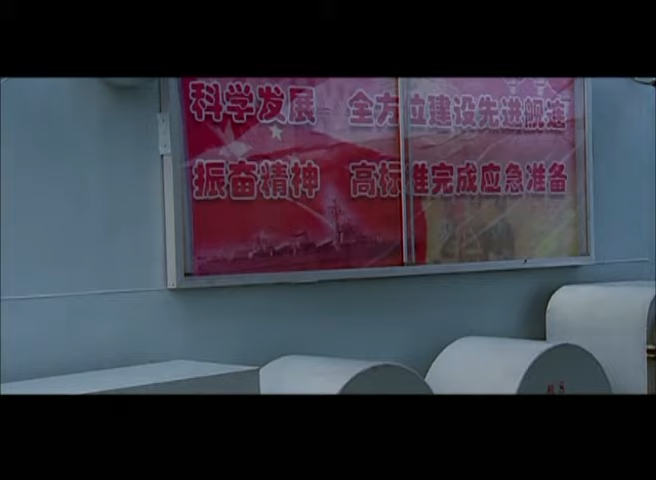 科学发展 全方位建设先进舰连
振奋精神 高标准完成应急准备